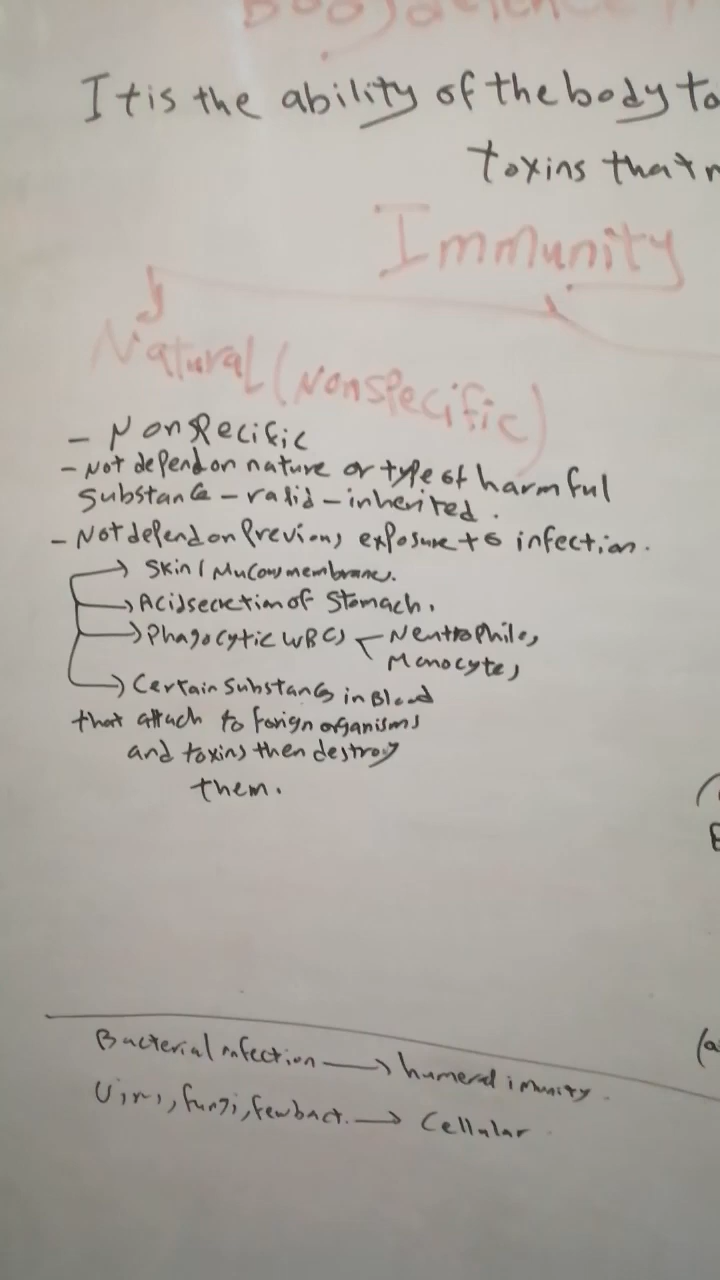 It is the ability of the body to
toxins that
Immunity
Natural (Nonspecific)
- Nonspecific
- Not depend on nature or type of harmful
substance - rapid - inherited.
- Not depend on Previous exposure to infection.
→ Skin / Mucous membranes.
→ Acid secretion of Stomach.
→ Phagocytic WBCs Neutrophils,
Monocytes
→ Certain substances in Blood
that attach to forign organisms
and toxins then destroy
them.
Bacterial infection → humeral imunity.
Virus, fungi, few bact. → Cellular